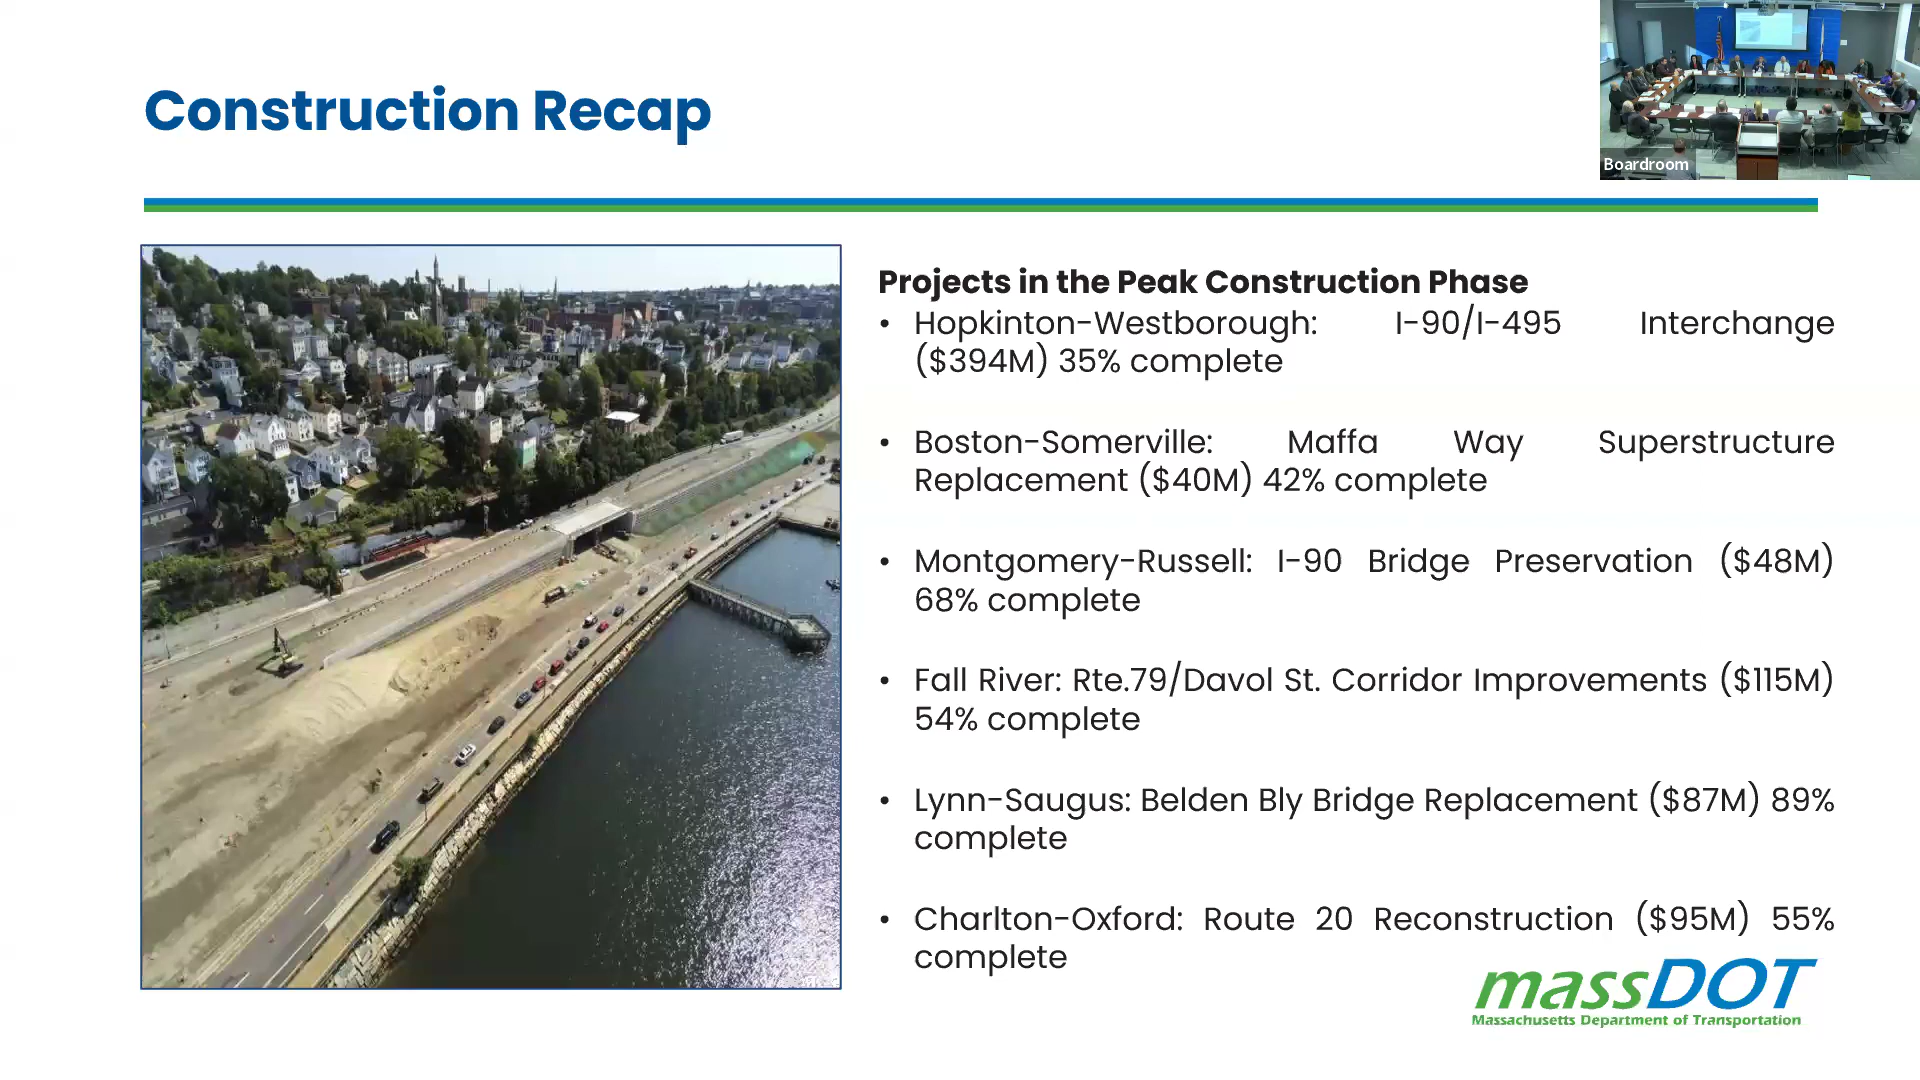 Construction Recap
Boardroom
Projects in the Peak Construction Phase
• Hopkinton-Westborough: I-90/I-495 Interchange
($394M) 35% complete
• Boston-Somerville: Maffa Way Superstructure
Replacement ($40M) 42% complete
• Montgomery-Russell: I-90 Bridge Preservation ($48M)
68% complete
• Fall River: Rte.79/Davol St. Corridor Improvements ($115M)
54% complete
• Lynn-Saugus: Belden Bly Bridge Replacement ($87M) 89%
complete
• Charlton-Oxford: Route 20 Reconstruction ($95M) 55%
complete
massDOT
Massachusetts Department of Transportation